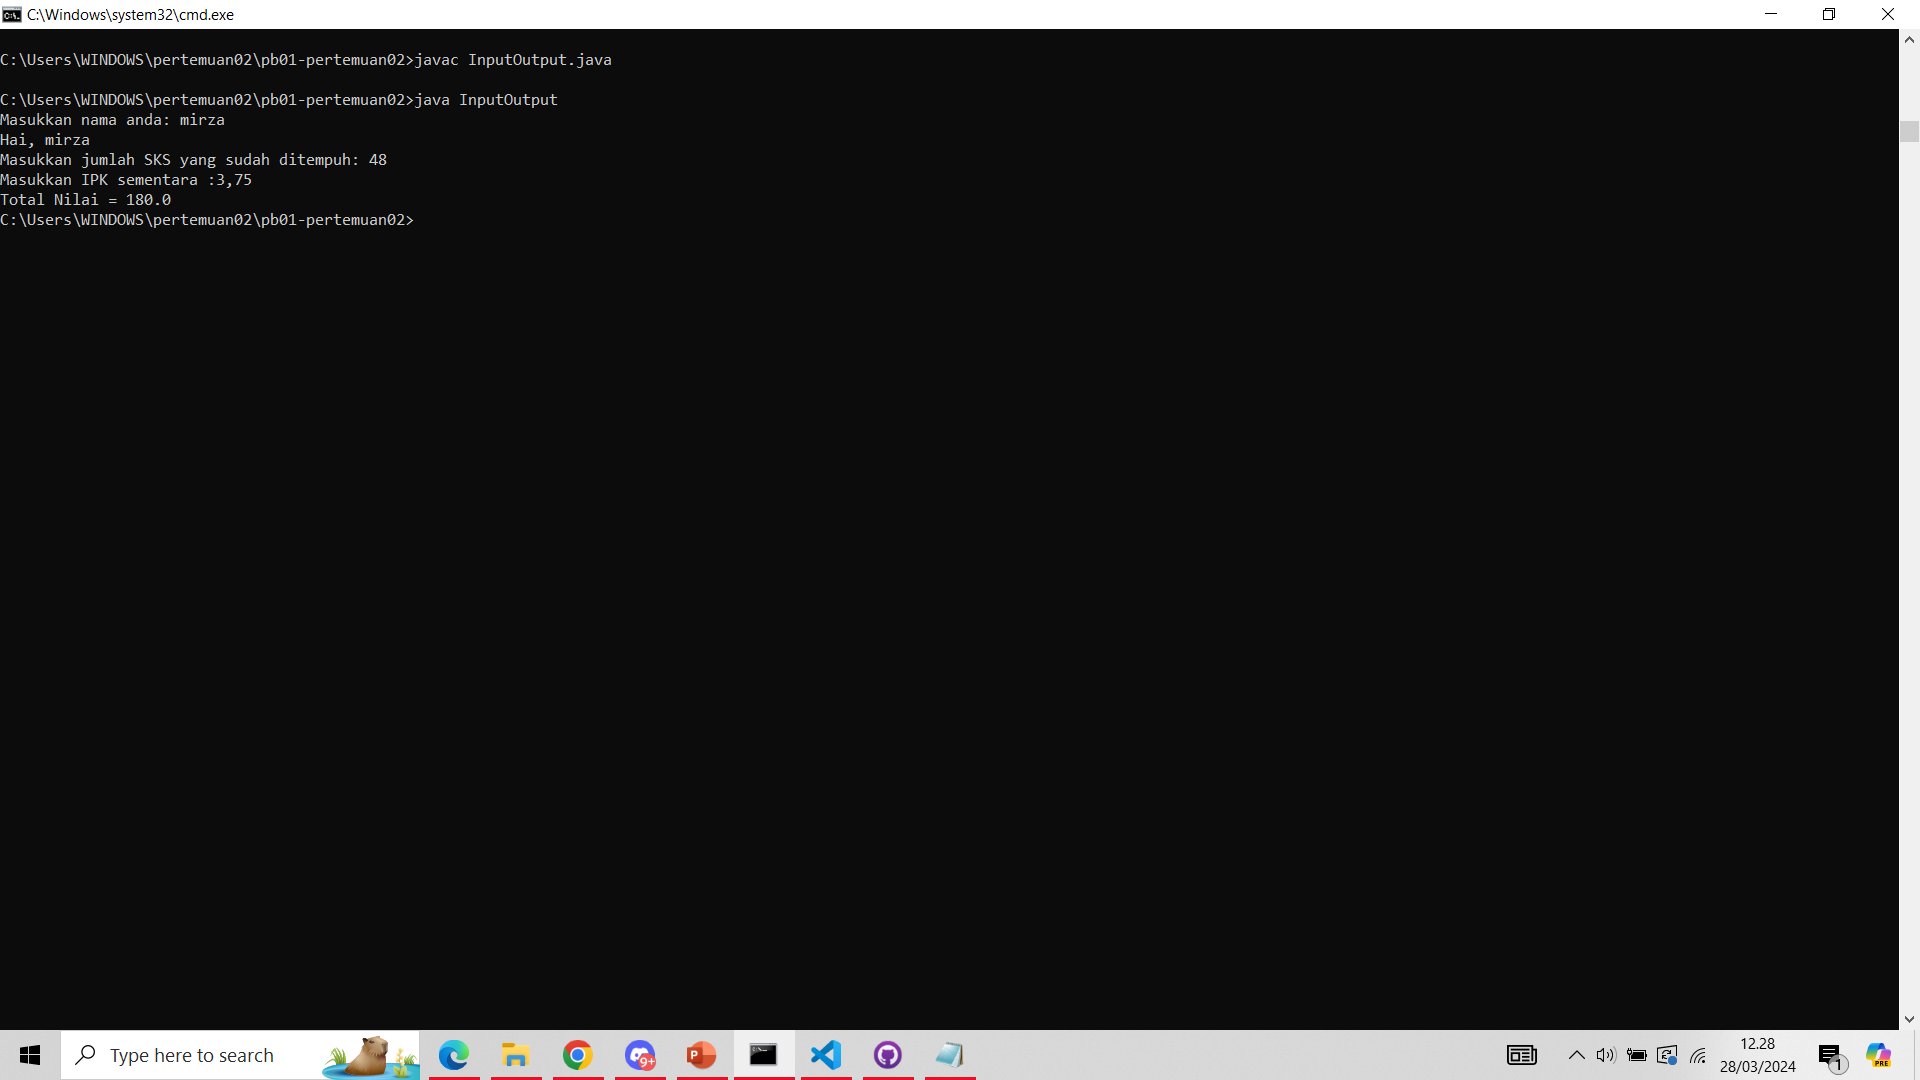 C:\Windows\system32\cmd.exe
C:\Users\WINDOWS\pertemuan02\pb01-pertemuan02>javac InputOutput.java
C:\Users\WINDOWS\pertemuan02\pb01-pertemuan02>java InputOutput
Masukkan nama anda: mirza
Hai, mirza
Masukkan jumlah SKS yang sudah ditempuh: 48
Masukkan IPK sementara :3,75
Total Nilai = 180.0
C:\Users\WINDOWS\pertemuan02\pb01-pertemuan02>
Type here to search
9+
P
12.28
28/03/2024
1
PRE